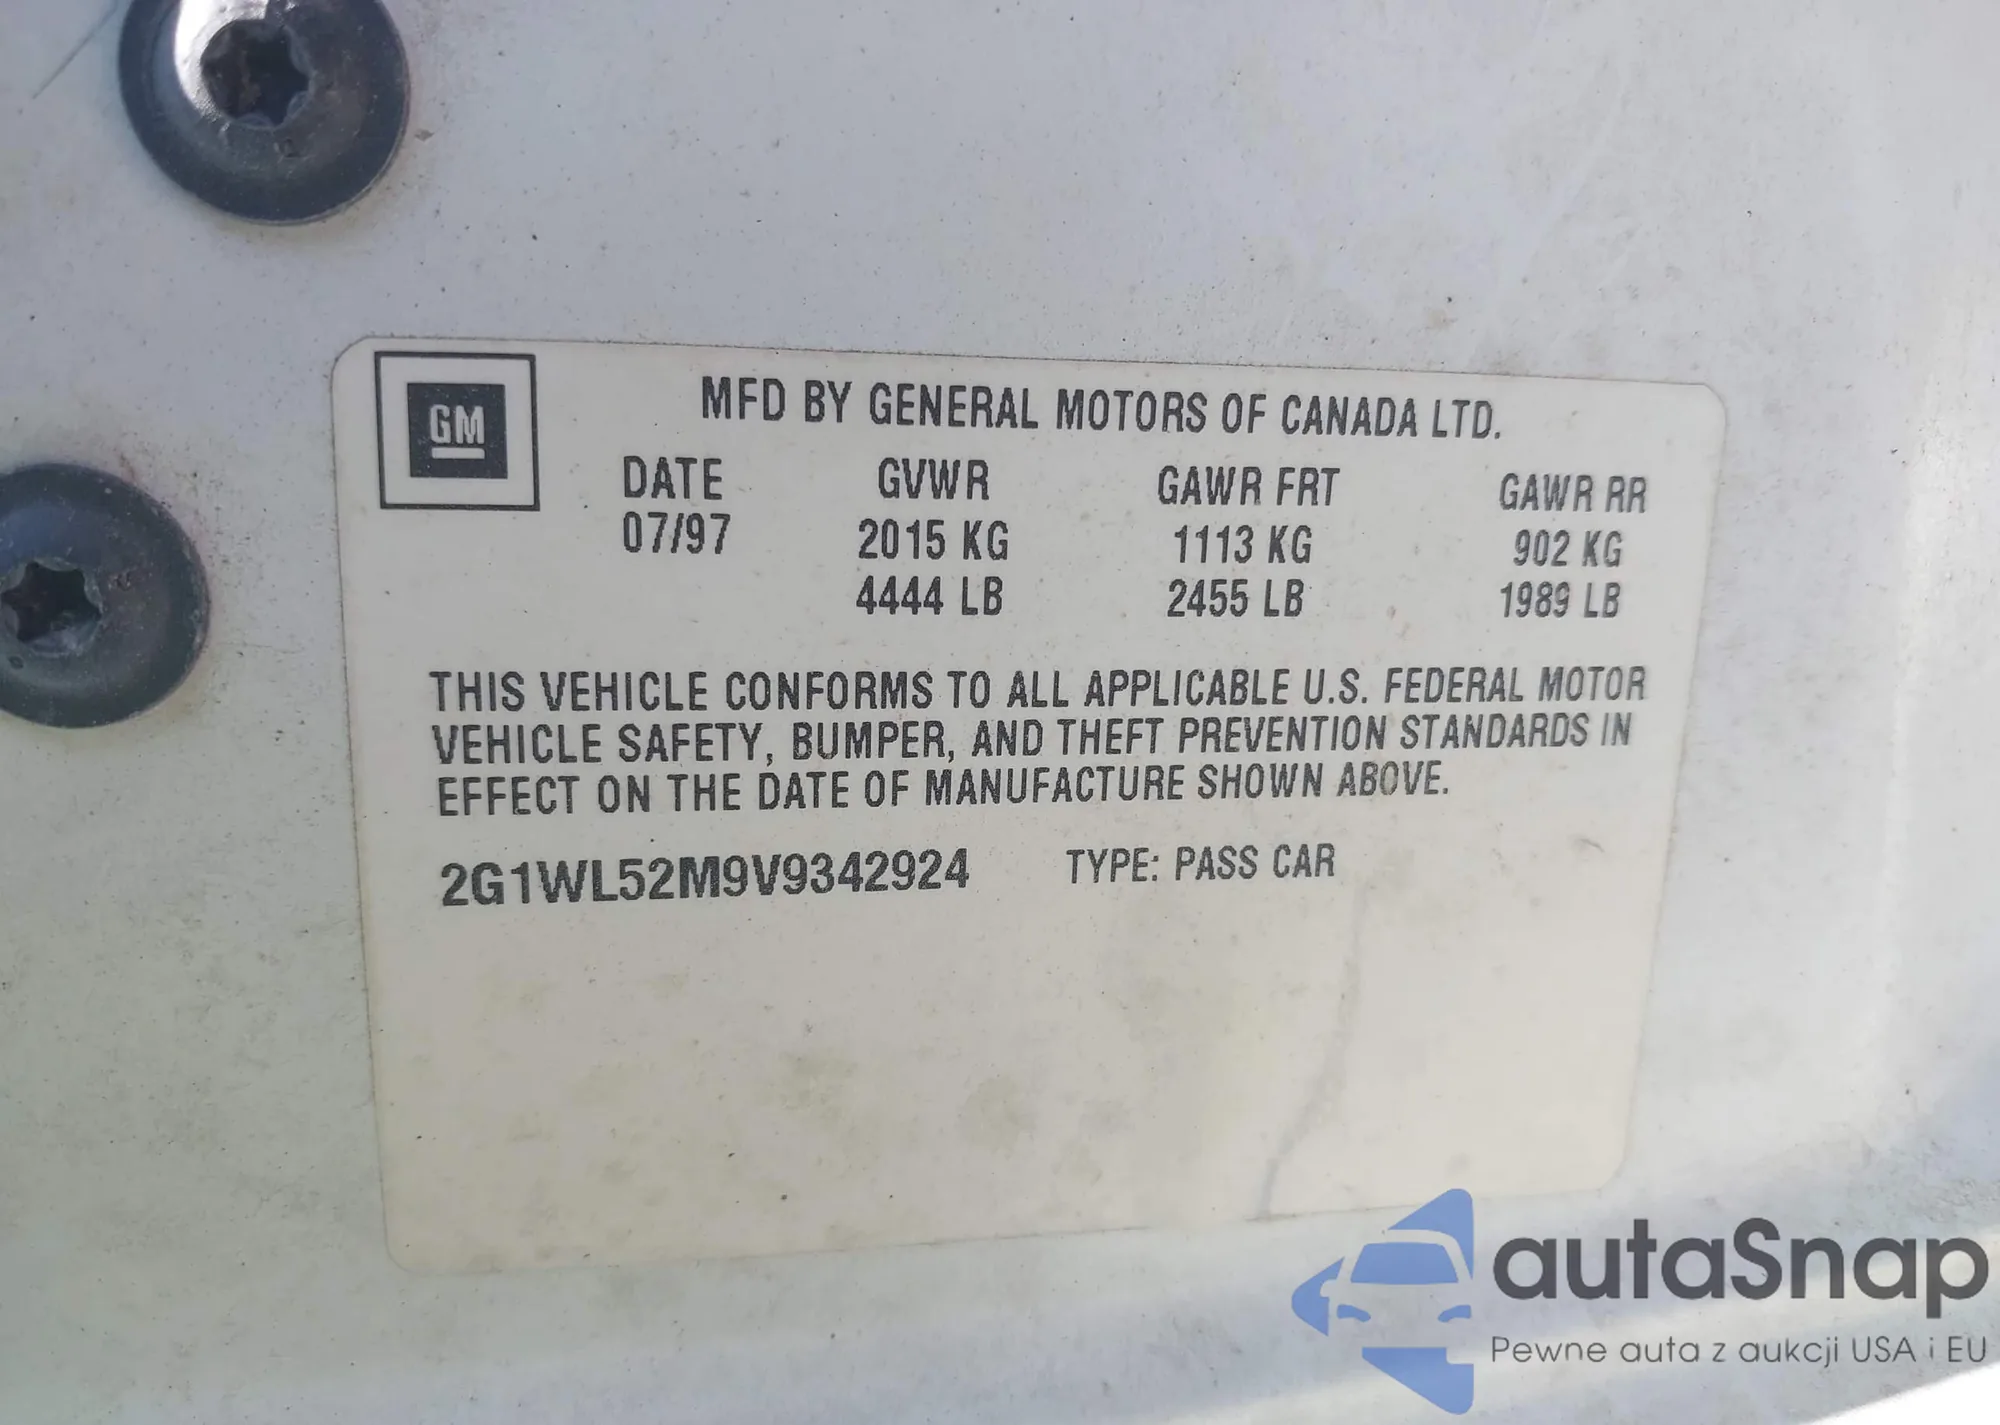 GM
MFD BY GENERAL MOTORS OF CANADA LTD.
DATE GVWR GAWR FRT GAWR RR
07/97 2015 KG 1113 KG 902 KG
4444 LB 2455 LB 1989 LB
THIS VEHICLE CONFORMS TO ALL APPLICABLE U.S. FEDERAL MOTOR
VEHICLE SAFETY, BUMPER, AND THEFT PREVENTION STANDARDS IN
EFFECT ON THE DATE OF MANUFACTURE SHOWN ABOVE.
2G1WL52M9V9342924 TYPE: PASS CAR
autaSnap
Pewne auta z aukcji USA i EU